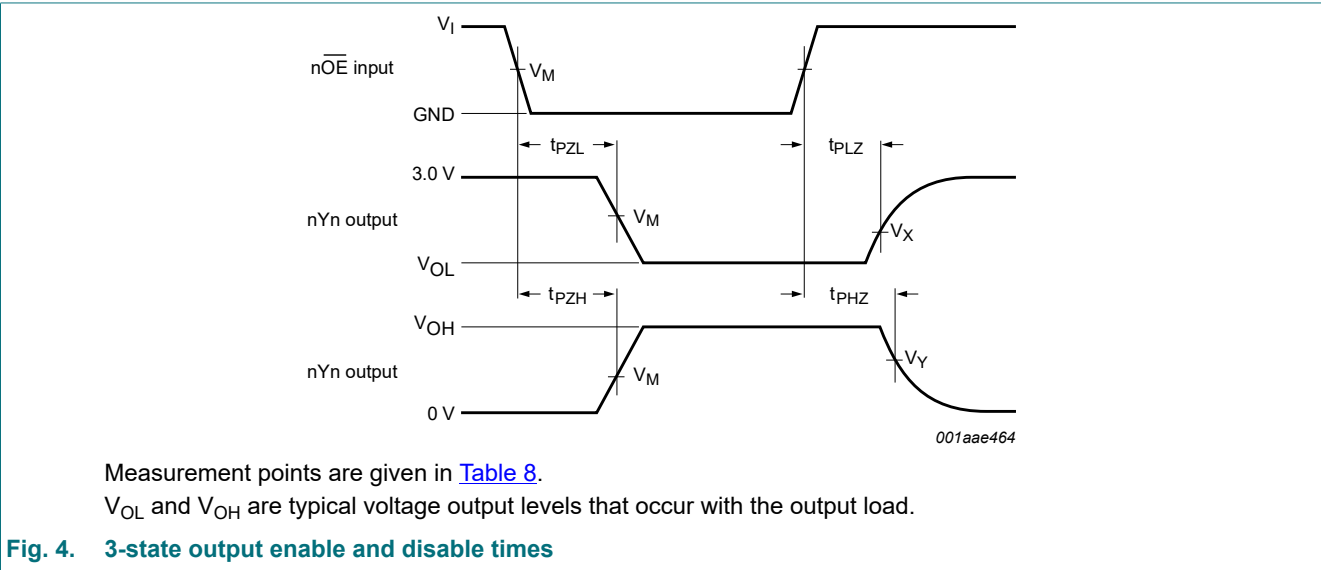 VI
nOE input
VM
GND
tPZL
tPLZ
3.0 V
nYn output
VM
VX
VOL
tPZH
tPHZ
VOH
nYn output
VM
VY
0 V
001aae464
Measurement points are given in Table 8.
VOL and VOH are typical voltage output levels that occur with the output load.
Fig. 4. 3-state output enable and disable times